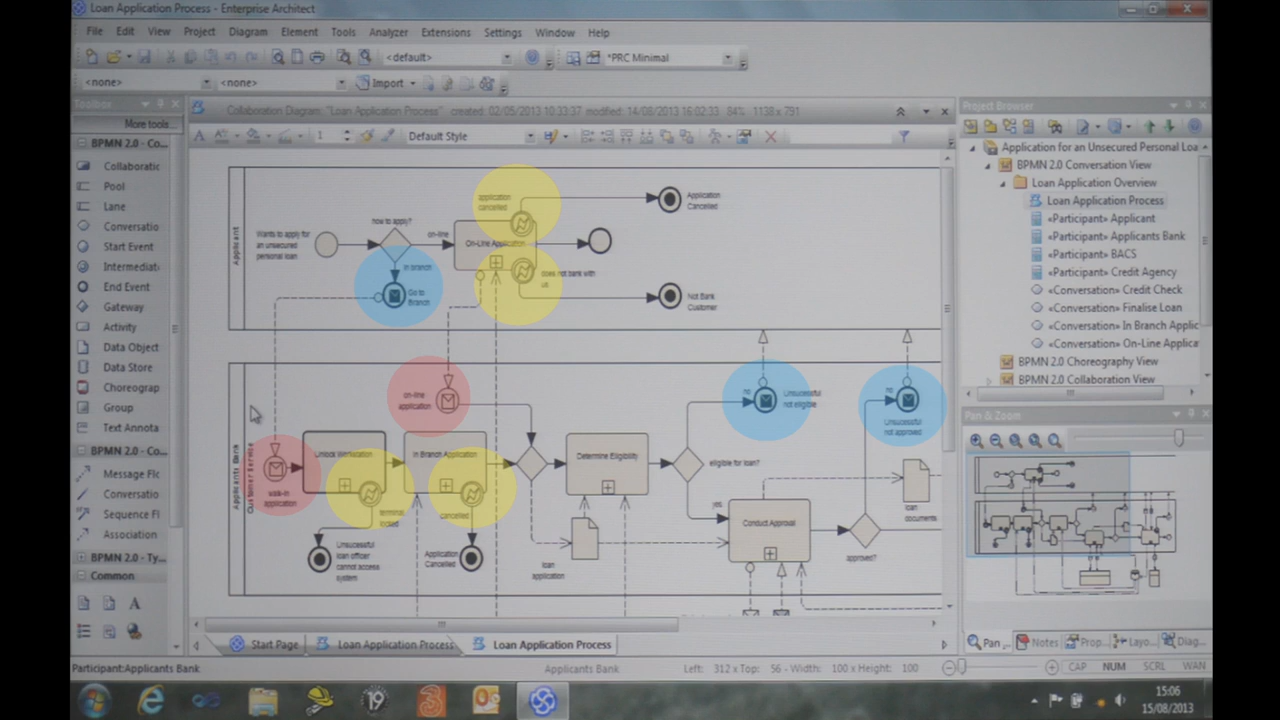 Loan Application Process - Enterprise Architect
File Edit View Project Diagram Element Tools Analyzer Extensions Settings Window Help
<default>
*PRC Minimal
<none>
<none>
Import
Toolbox
More tools...
BPMN 2.0 - Co...
Collaboratic
Pool
Lane
Conversatio
Start Event
Intermediat
End Event
Gateway
Activity
Data Object
Data Store
Choreograp
Group
Text Annota
BPMN 2.0 - Co...
Message Flc
Conversatio
Sequence Fl
Association
BPMN 2.0 - Ty...
Common
Collaboration Diagram: "Loan Application Process" created: 02/05/2013 10:33:37 modified: 14/08/2013 16:02:33 84% 1138 x 791
1
Default Style
Applicant
Wants to apply for
an unsecured
personal loan
how to apply?
on-line
in branch
Go to
Branch
application
cancelled
On-Line Application
does not bank with
us
Application
Cancelled
Not Bank
Customer
Applicants Bank
Customer Service
walk-in
application
Unlock Workstation
terminal
locked
Unsucessful
loan officer
cannot access
system
on-line
application
In Branch Application
cancelled
Application
Cancelled
loan
application
Determine Eligibility
eligible for loan?
no
Unsucessful
not eligible
yes
Conduct Approval
approved?
no
Unsucessful
not approved
loan
documents
Project Browser
Application for an Unsecured Personal Loa
BPMN 2.0 Conversation View
Loan Application Overview
Loan Application Process
«Participant» Applicant
«Participant» Applicants Bank
«Participant» BACS
«Participant» Credit Agency
«Conversation» Credit Check
«Conversation» Finalise Loan
«Conversation» In Branch Applic
«Conversation» On-Line Applica
BPMN 2.0 Choreography View
BPMN 2.0 Collaboration View
Pan & Zoom
Pan ... Notes Prop... Layo... Diag...
Start Page Loan Application Process Loan Application Process
Participant:Applicants Bank
Applicants Bank
Left: 312 x Top: 56 - Width: 100 x Height: 100
CAP NUM SCRL WAN
19
3
15:06
15/08/2013